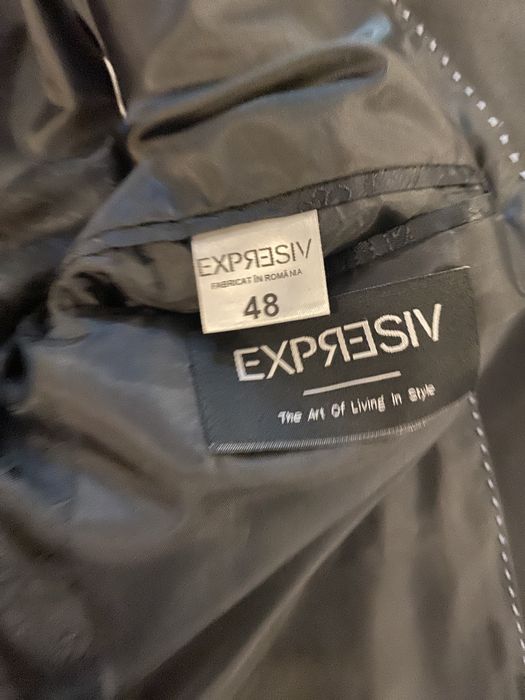 EXPRESIV
FABRICAT ÎN ROMÂNIA
48
EXPRESIV
The Art Of Living In Style